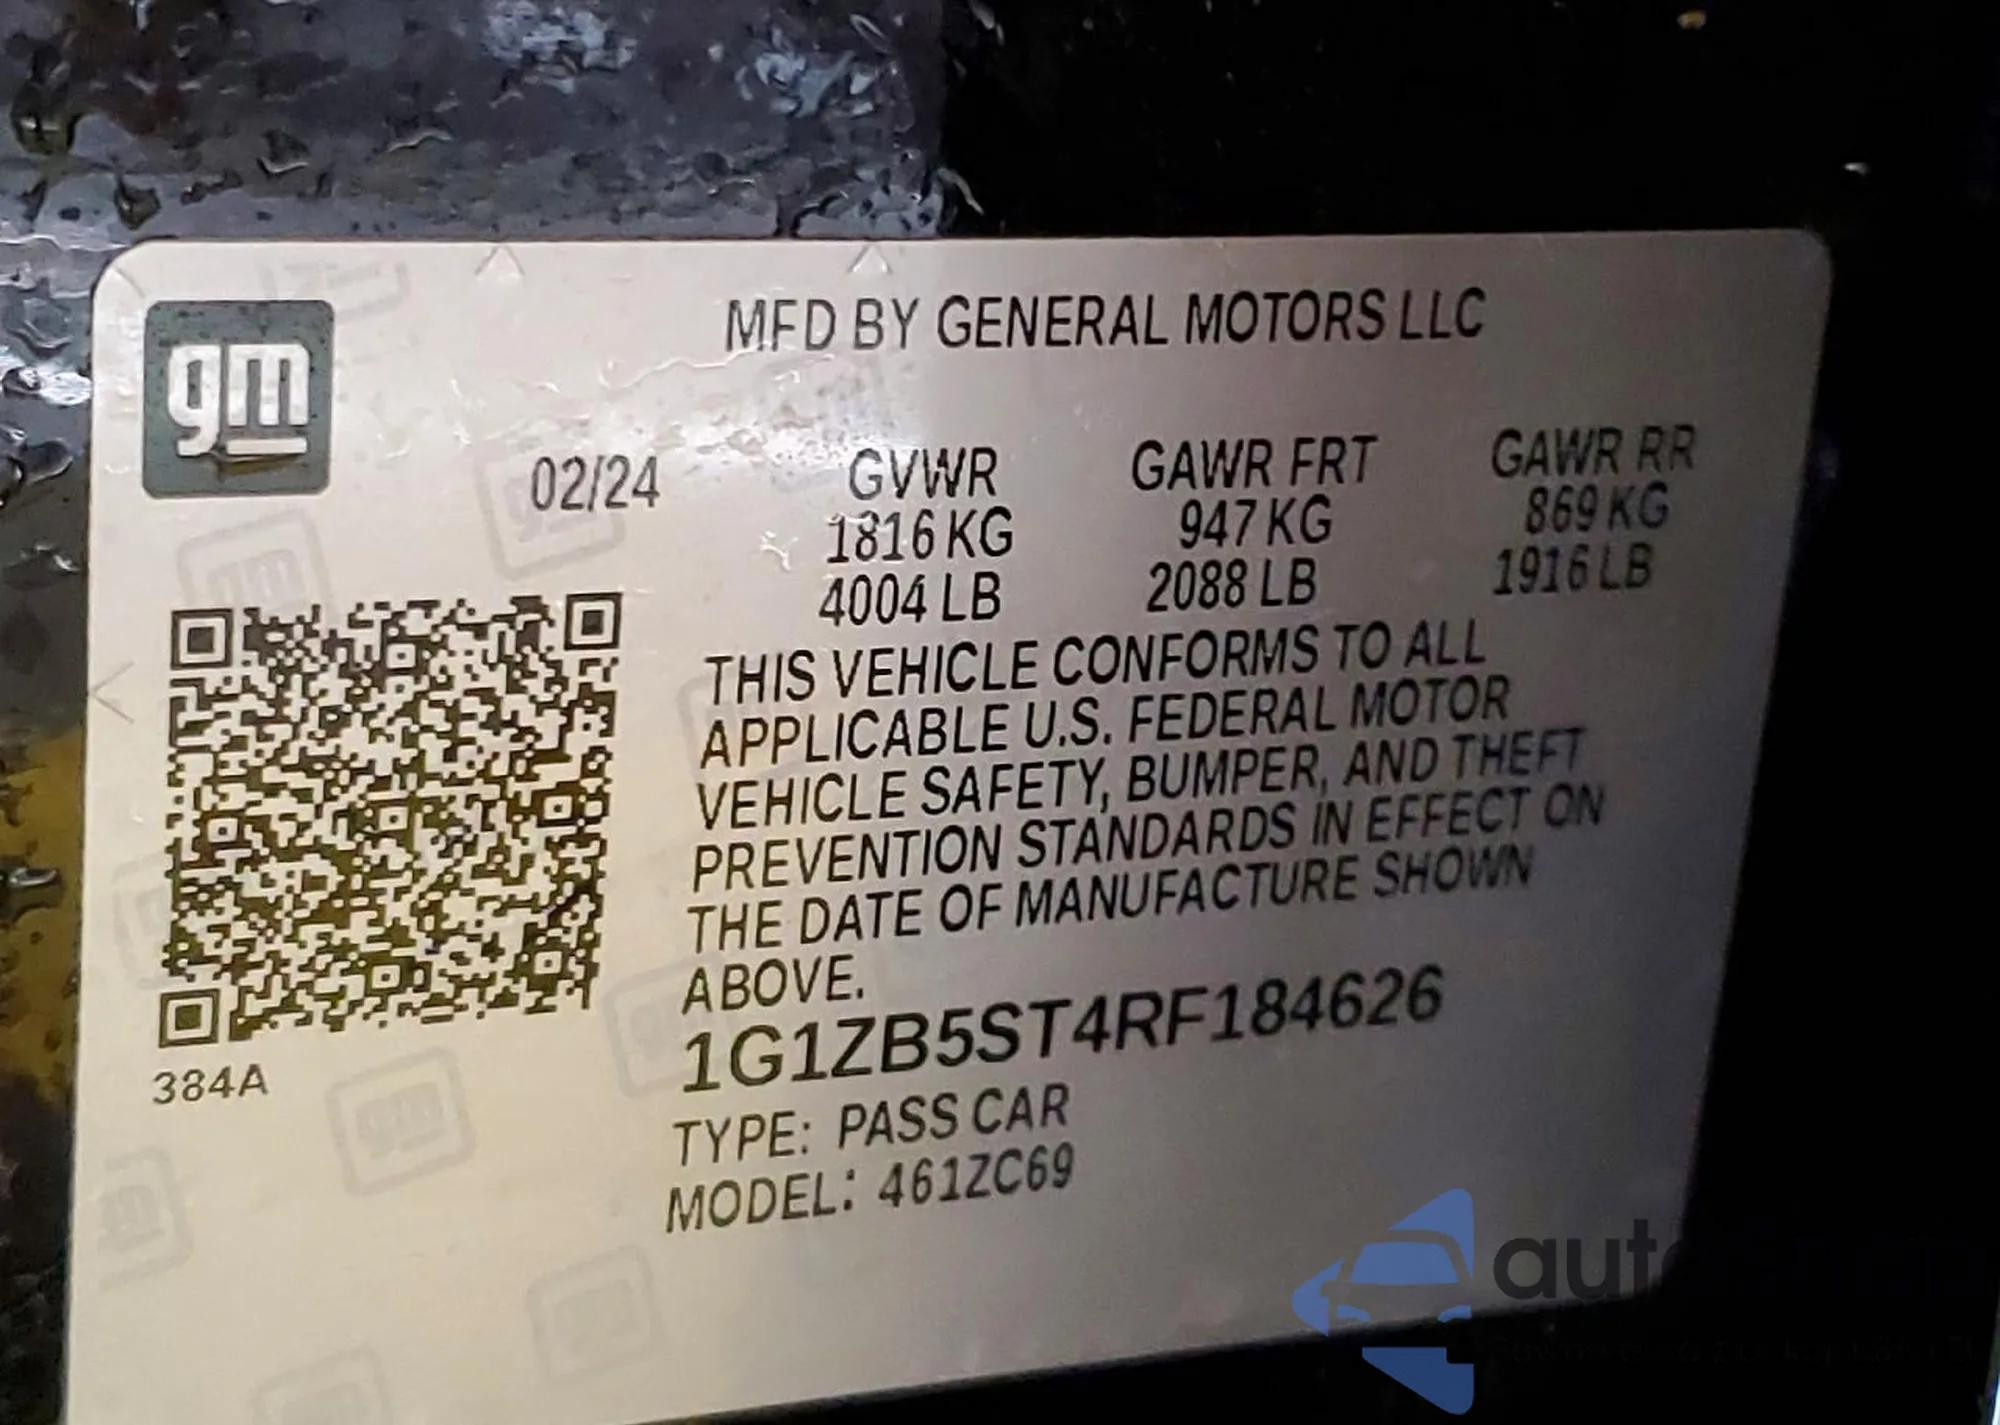 gm
MFD BY GENERAL MOTORS LLC
02/24 GVWR GAWR FRT GAWR RR
1816 KG 947 KG 869 KG
4004 LB 2088 LB 1916 LB
THIS VEHICLE CONFORMS TO ALL
APPLICABLE U.S. FEDERAL MOTOR
VEHICLE SAFETY, BUMPER, AND THEFT
PREVENTION STANDARDS IN EFFECT ON
THE DATE OF MANUFACTURE SHOWN
ABOVE.
1G1ZB5ST4RF184626
384A
TYPE: PASS CAR
MODEL: 461ZC69